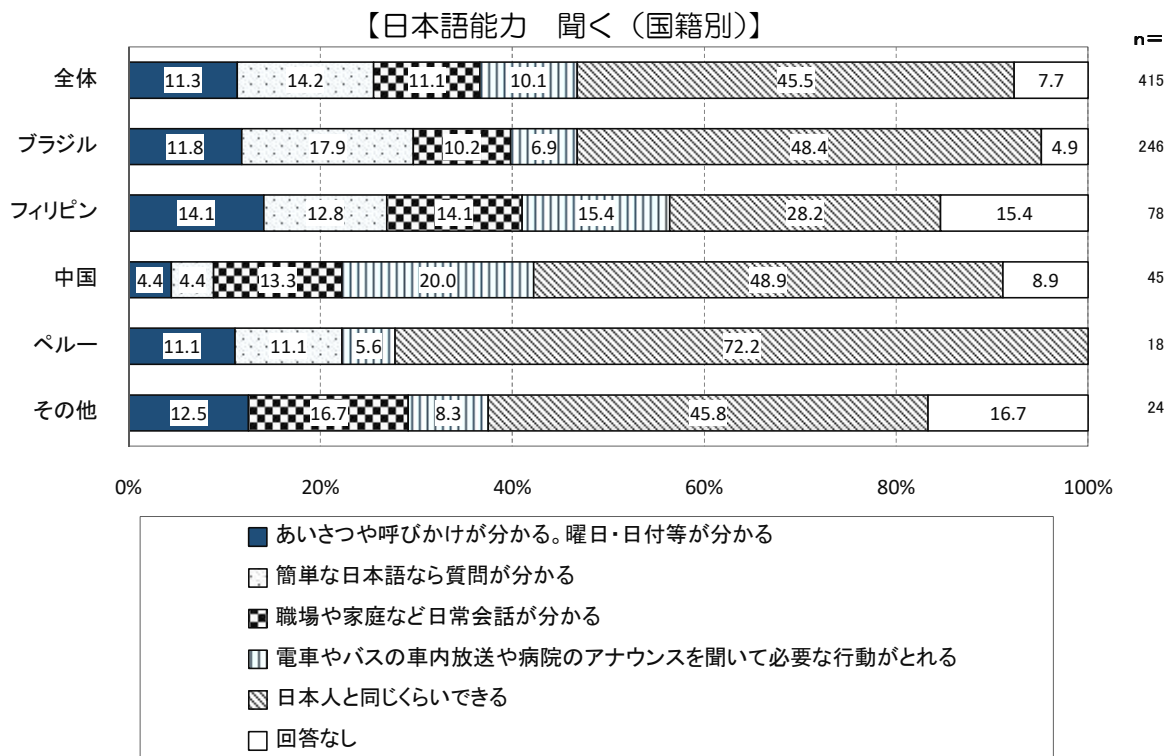 【日本語能力　聞く（国籍別）】
n=
全体 11.3 14.2 11.1 10.1 45.5 7.7 415
ブラジル 11.8 17.9 10.2 6.9 48.4 4.9 246
フィリピン 14.1 12.8 14.1 15.4 28.2 15.4 78
中国 4.4 4.4 13.3 20.0 48.9 8.9 45
ペルー 11.1 11.1 5.6 72.2 18
その他 12.5 16.7 8.3 45.8 16.7 24
0% 20% 40% 60% 80% 100%
あいさつや呼びかけが分かる。曜日・日付等が分かる
簡単な日本語なら質問が分かる
職場や家庭など日常会話が分かる
電車やバスの車内放送や病院のアナウンスを聞いて必要な行動がとれる
日本人と同じくらいできる
回答なし